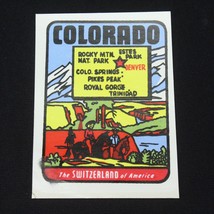 COLORADO
ROCKY MTN. ESTES
NAT. PARK PARK
DENVER
COLO. SPRINGS
PIKES PEAK
ROYAL GORGE
TRINIDAD
The SWITZERLAND of America